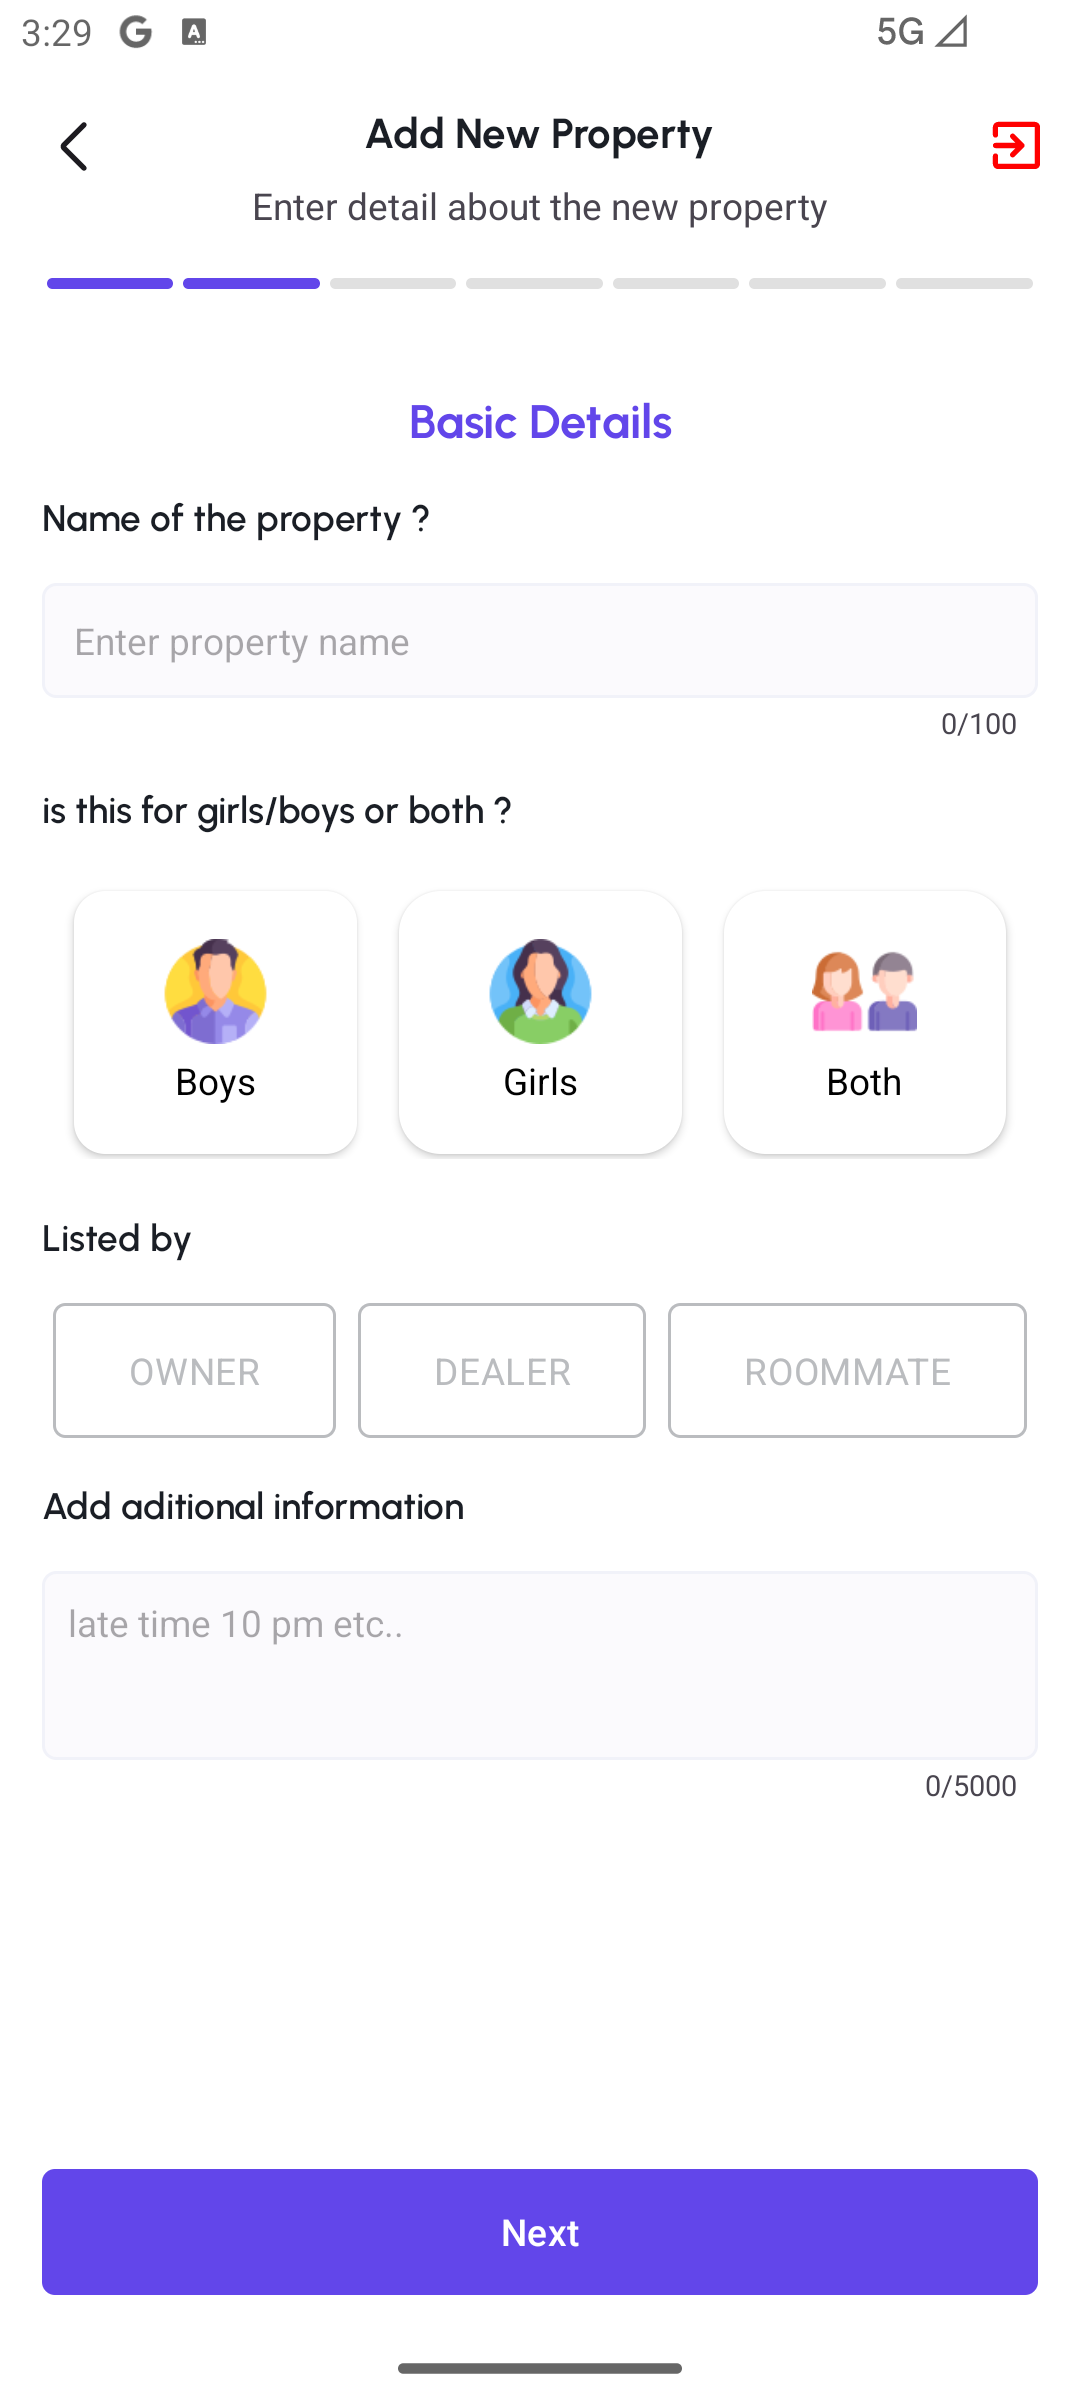 3:29
5G
Add New Property
Enter detail about the new property
Basic Details
Name of the property ?
Enter property name
0/100
is this for girls/boys or both ?
Boys Girls Both
Listed by
OWNER DEALER ROOMMATE
Add aditional information
late time 10 pm etc..
0/5000
Next